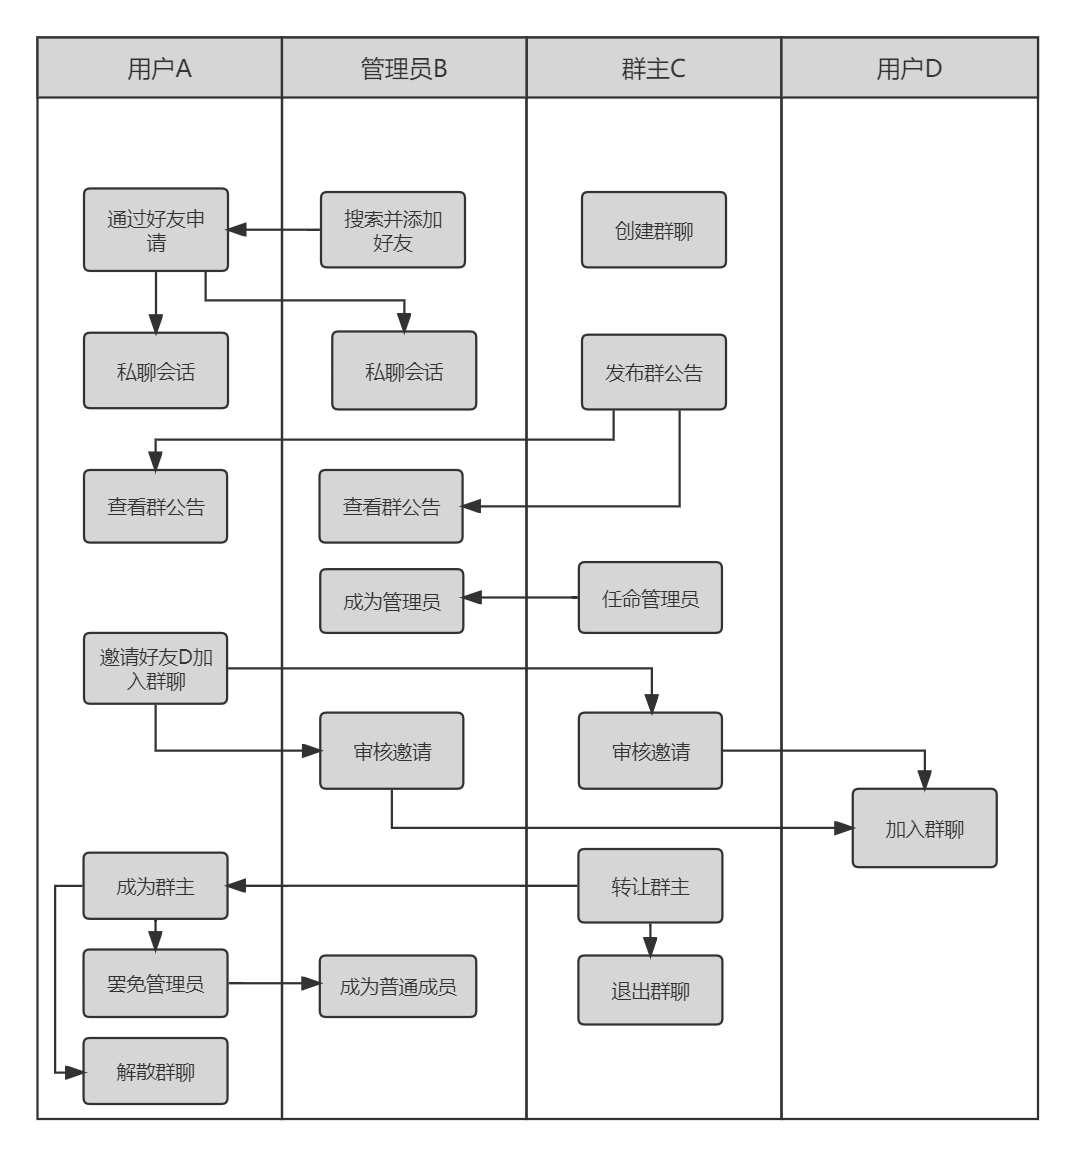 用户A
管理员B
群主C
用户D
通过好友申
请
搜索并添加
好友
创建群聊
私聊会话
私聊会话
发布群公告
查看群公告
查看群公告
成为管理员
任命管理员
邀请好友D加
入群聊
审核邀请
审核邀请
加入群聊
成为群主
转让群主
罢免管理员
成为普通成员
退出群聊
解散群聊